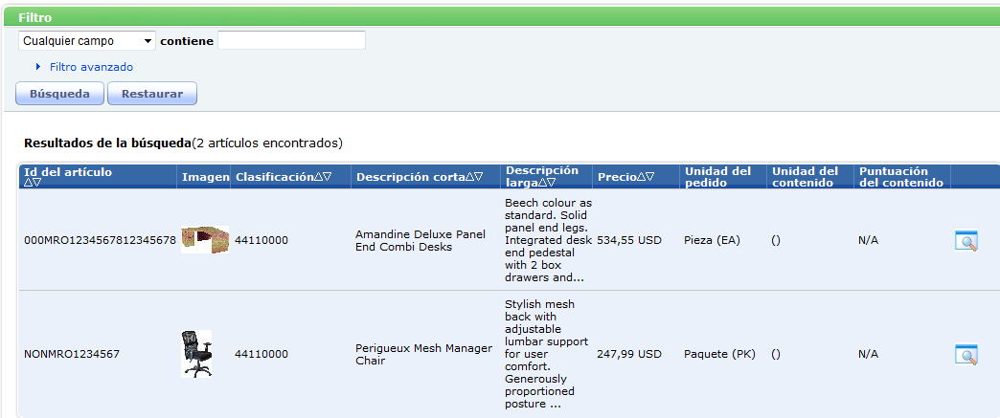 Filtro
Cualquier campo contiene
Filtro avanzado
Búsqueda Restaurar
Resultados de la búsqueda(2 artículos encontrados)
Id del artículo△▽ Imagen Clasificación△▽ Descripción corta△▽ Descripción larga△▽ Precio△▽ Unidad del pedido Unidad del contenido Puntuación del contenido
000MRO1234567812345678 44110000
Amandine Deluxe Panel
End Combi Desks
Beech colour as
standard. Solid
panel end legs.
Integrated desk
end pedestal
with 2 box
drawers and...
534,55 USD Pieza (EA) () N/A
NONMRO1234567 44110000
Perigueux Mesh Manager
Chair
Stylish mesh
back with
adjustable
lumbar support
for user
comfort.
Generously
proportioned
posture ...
247,99 USD Paquete (PK) () N/A